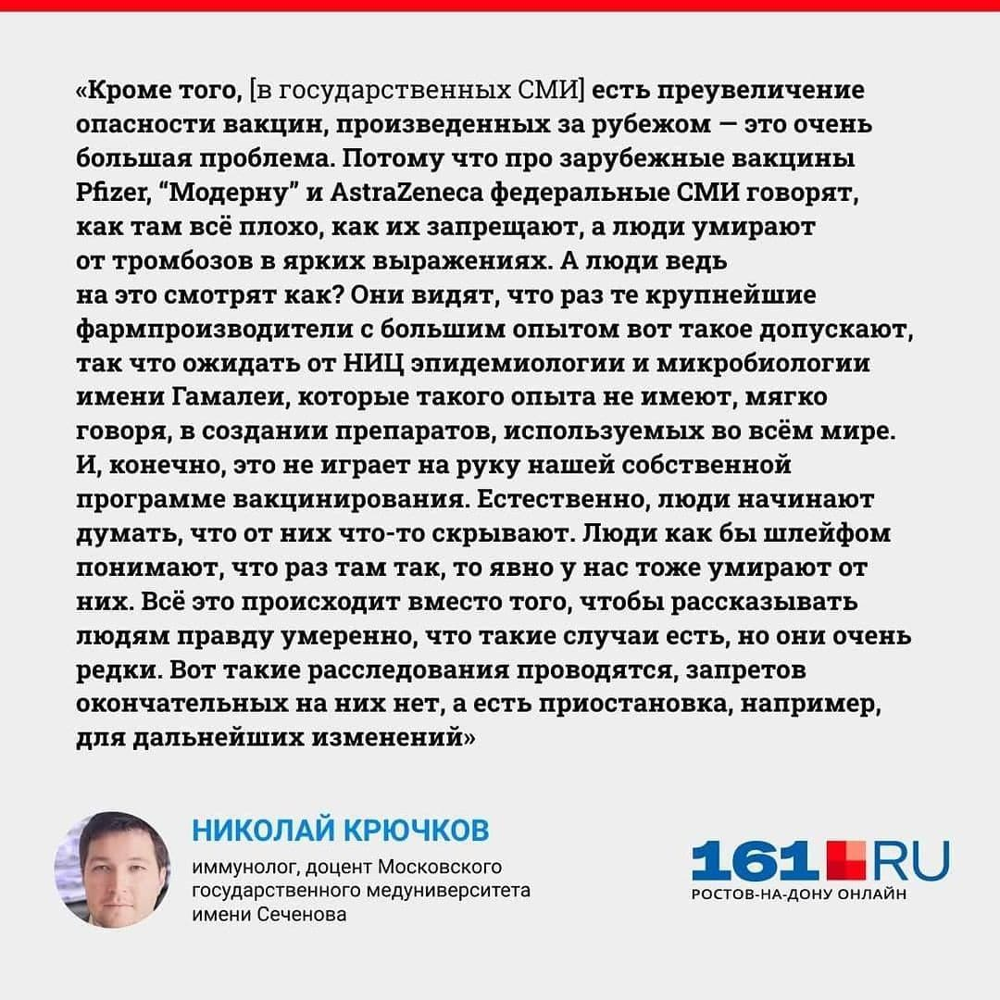 «Кроме того, [в государственных СМИ] есть преувеличение
опасности вакцин, произведенных за рубежом — это очень
большая проблема. Потому что про зарубежные вакцины
Pfizer, “Модерну” и AstraZeneca федеральные СМИ говорят,
как там всё плохо, как их запрещают, а люди умирают
от тромбозов в ярких выражениях. А люди ведь
на это смотрят как? Они видят, что раз те крупнейшие
фармпроизводители с большим опытом вот такое допускают,
так что ожидать от НИЦ эпидемиологии и микробиологии
имени Гамалеи, которые такого опыта не имеют, мягко
говоря, в создании препаратов, используемых во всём мире.
И, конечно, это не играет на руку нашей собственной
программе вакцинирования. Естественно, люди начинают
думать, что от них что-то скрывают. Люди как бы шлейфом
понимают, что раз там так, то явно у нас тоже умирают от
них. Всё это происходит вместо того, чтобы рассказывать
людям правду умеренно, что такие случаи есть, но они очень
редки. Вот такие расследования проводятся, запретов
окончательных на них нет, а есть приостановка, например,
для дальнейших изменений»
НИКОЛАЙ КРЮЧКОВ
иммунолог, доцент Московского
государственного медуниверситета
имени Сеченова
161 RU
РОСТОВ-НА-ДОНУ ОНЛАЙН